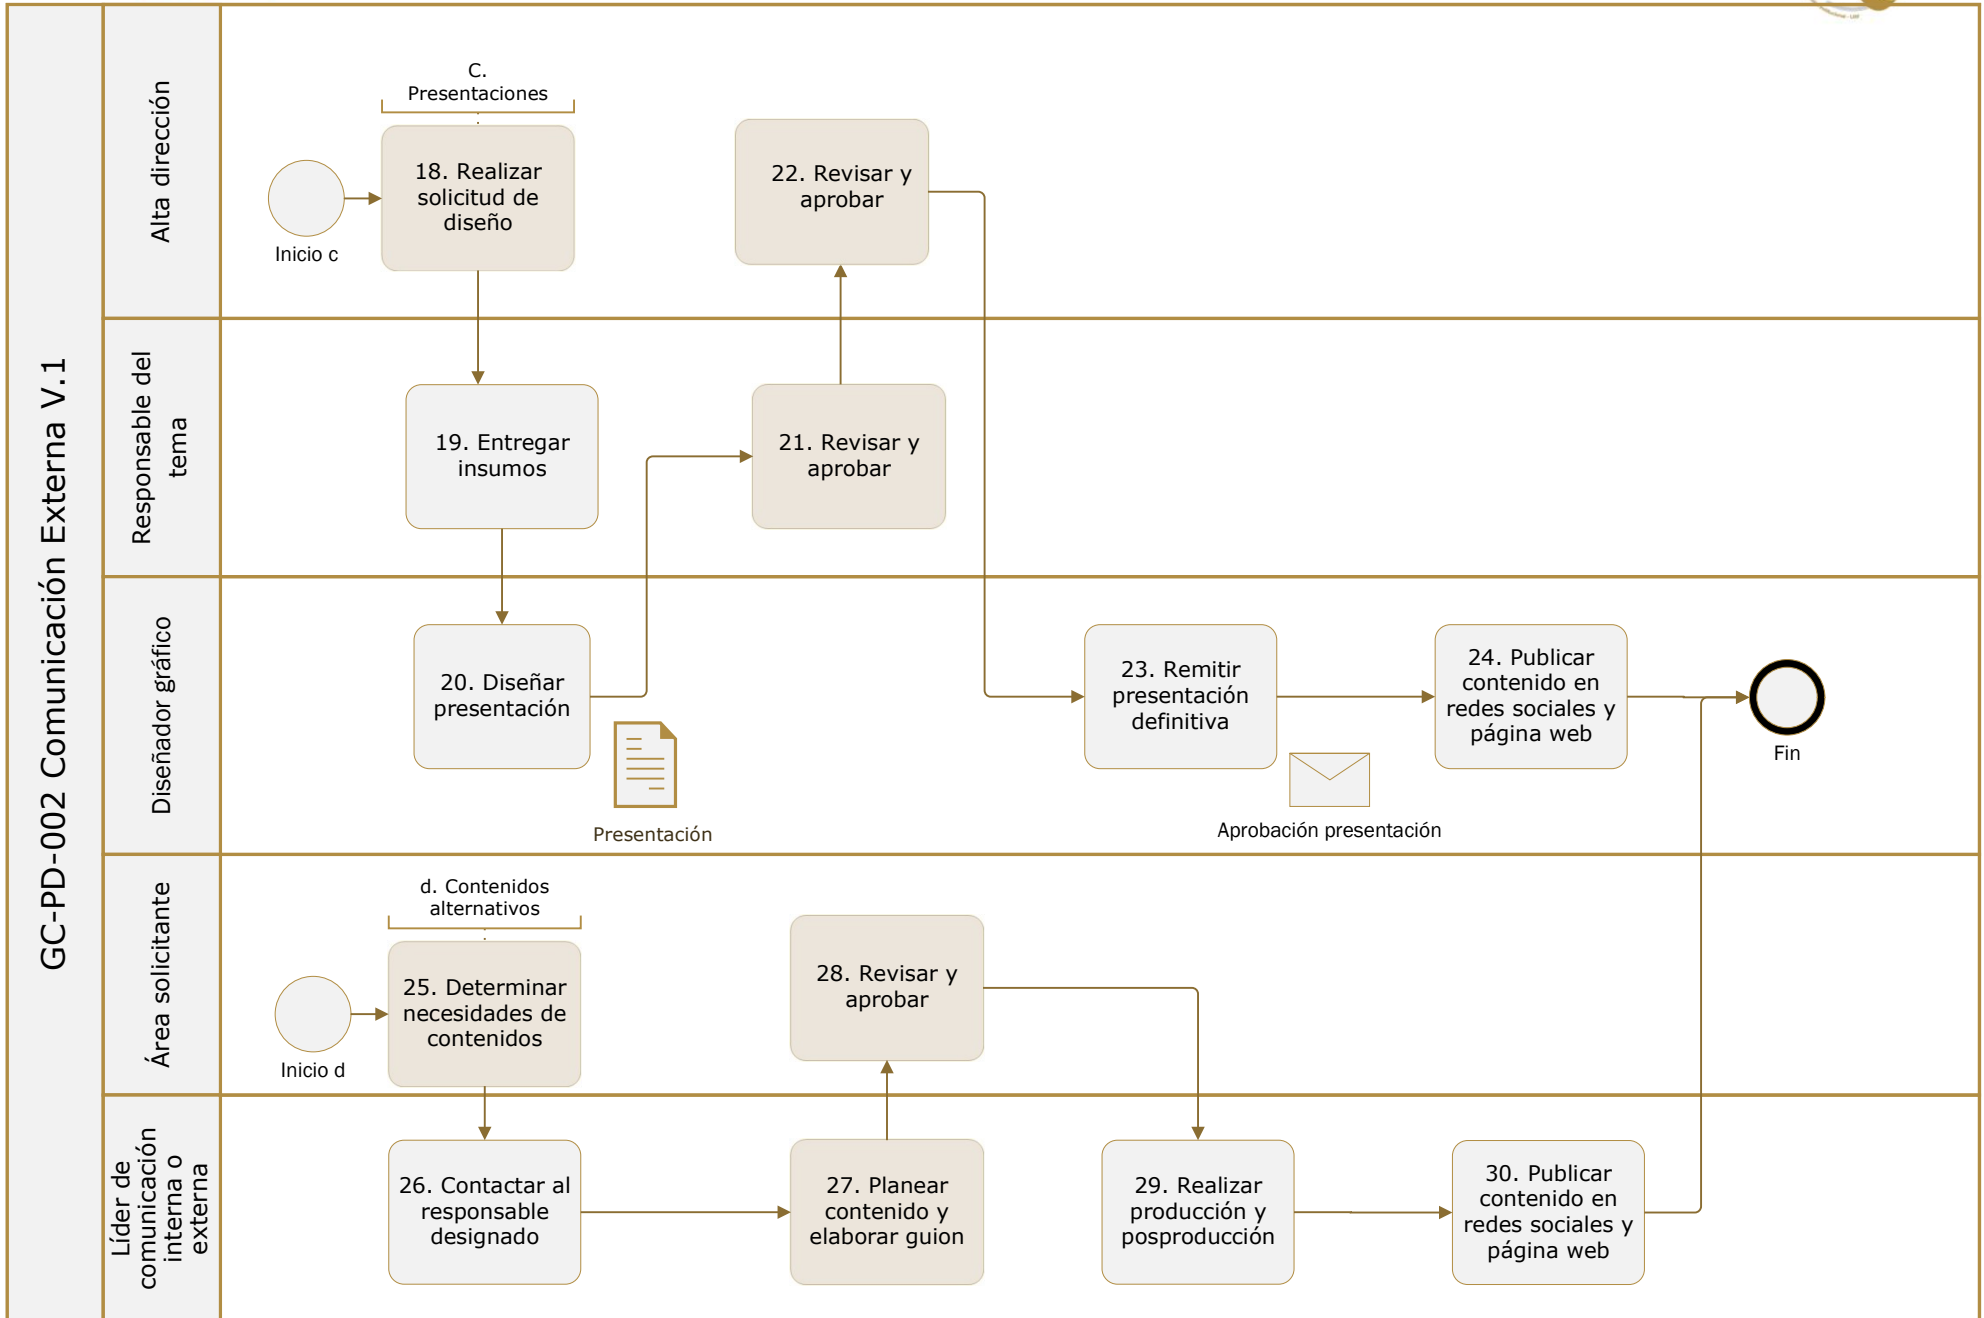 GC-PD-002 Comunicación Externa V.1
Alta dirección
C.
Presentaciones
Inicio c
18. Realizar
solicitud de
diseño
22. Revisar y
aprobar
Responsable del
tema
19. Entregar
insumos
21. Revisar y
aprobar
Diseñador gráfico
20. Diseñar
presentación
Presentación
23. Remitir
presentación
definitiva
Aprobación presentación
24. Publicar
contenido en
redes sociales y
página web
Fin
Área solicitante
d. Contenidos
alternativos
Inicio d
25. Determinar
necesidades de
contenidos
28. Revisar y
aprobar
Líder de
comunicación
interna o
externa
26. Contactar al
responsable
designado
27. Planear
contenido y
elaborar guion
29. Realizar
producción y
posproducción
30. Publicar
contenido en
redes sociales y
página web